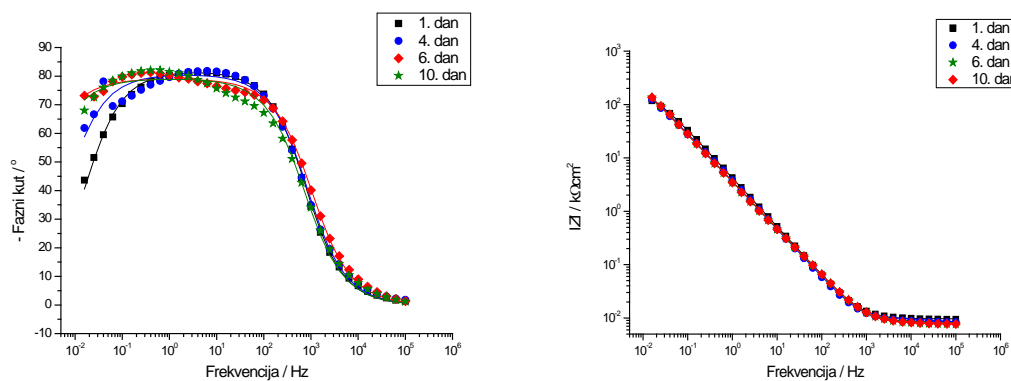 1. dan
4. dan
6. dan
10. dan
90
80
70
60
50
40
30
20
10
0
-10
- Fazni kut / °
10⁻² 10⁻¹ 10⁰ 10¹ 10² 10³ 10⁴ 10⁵ 10⁶
Frekvencija / Hz
1. dan
4. dan
6. dan
10. dan
10³
10²
10¹
10⁰
10⁻¹
10⁻²
IZI / kΩcm²
10⁻² 10⁻¹ 10⁰ 10¹ 10² 10³ 10⁴ 10⁵ 10⁶
Frekvencija / Hz